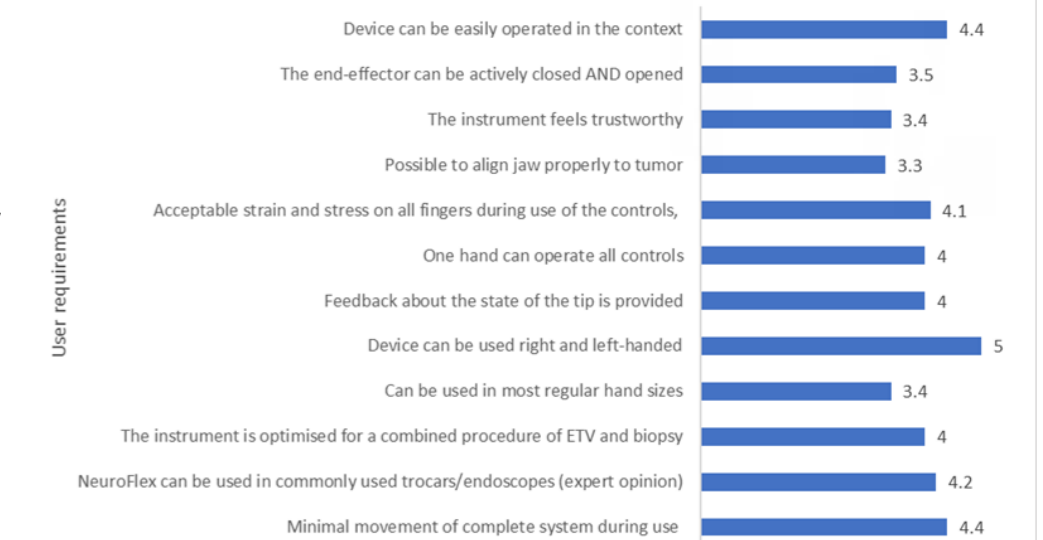 Device can be easily operated in the context 4.4
The end-effector can be actively closed AND opened 3.5
The instrument feels trustworthy 3.4
Possible to align jaw properly to tumor 3.3
Acceptable strain and stress on all fingers during use of the controls, 4.1
One hand can operate all controls 4
Feedback about the state of the tip is provided 4
Device can be used right and left-handed 5
Can be used in most regular hand sizes 3.4
The instrument is optimised for a combined procedure of ETV and biopsy 4
NeuroFlex can be used in commonly used trocars/endoscopes (expert opinion) 4.2
Minimal movement of complete system during use 4.4
User requirements